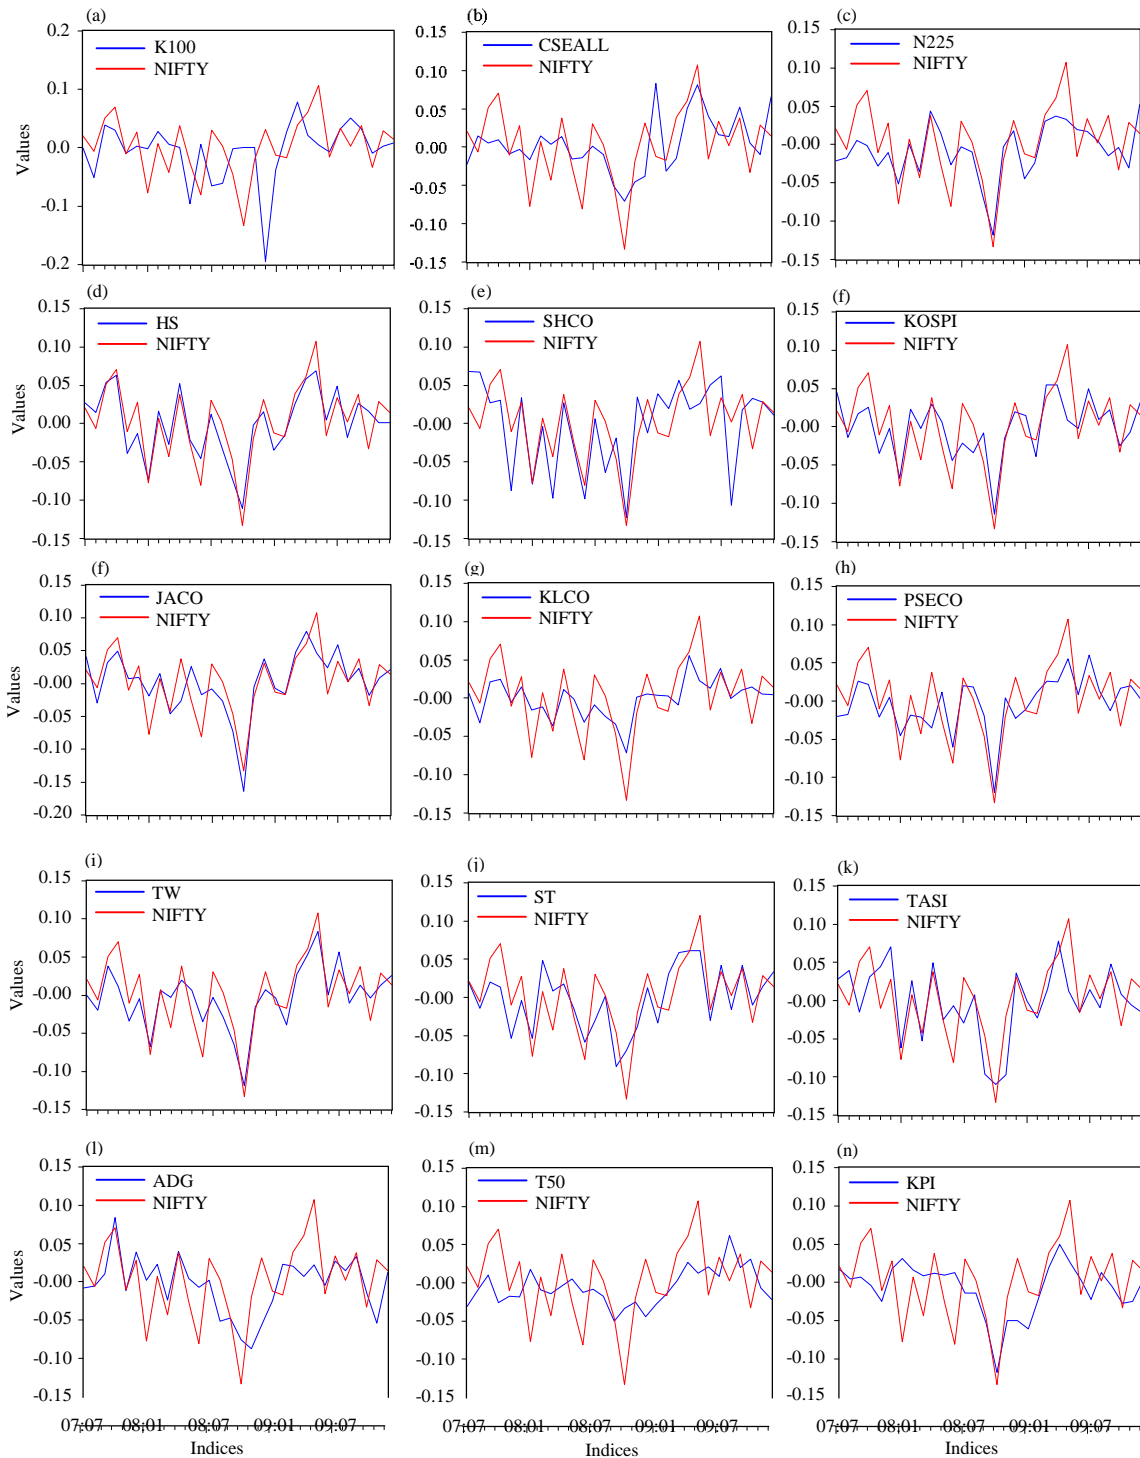 (a)
(b)
(c)
0.2
0.1
0.0
-0.1
-0.2
Values
K100
NIFTY
0.15
0.10
0.05
0.00
-0.05
-0.10
-0.15
CSEALL
NIFTY
0.15
0.10
0.05
0.00
-0.05
-0.10
-0.15
N225
NIFTY
(d)
(e)
(f)
0.15
0.10
0.05
0.00
-0.05
-0.10
-0.15
Values
HS
NIFTY
0.15
0.10
0.05
0.00
-0.05
-0.10
-0.15
SHCO
NIFTY
0.15
0.10
0.05
0.00
-0.05
-0.10
-0.15
KOSPI
NIFTY
(f)
(g)
(h)
0.15
0.10
0.05
0.00
-0.05
-0.10
-0.15
-0.20
Values
JACO
NIFTY
0.15
0.10
0.05
0.00
-0.05
-0.10
-0.15
KLCO
NIFTY
0.15
0.10
0.05
0.00
-0.05
-0.10
-0.15
PSECO
NIFTY
(i)
(j)
(k)
0.15
0.10
0.05
0.00
-0.05
-0.10
-0.15
Values
TW
NIFTY
0.15
0.10
0.05
0.00
-0.05
-0.10
-0.15
ST
NIFTY
0.15
0.10
0.05
0.00
-0.05
-0.10
-0.15
TASI
NIFTY
(l)
(m)
(n)
0.15
0.10
0.05
0.00
-0.05
-0.10
-0.15
Values
ADG
NIFTY
0.15
0.10
0.05
0.00
-0.05
-0.10
-0.15
T50
NIFTY
0.15
0.10
0.05
0.00
-0.05
-0.10
-0.15
KPI
NIFTY
07:07 08:01 08:07 09:01 09:07
Indices
07:07 08:01 08:07 09:01 09:07
Indices
07:07 08:01 08:07 09:01 09:07
Indices